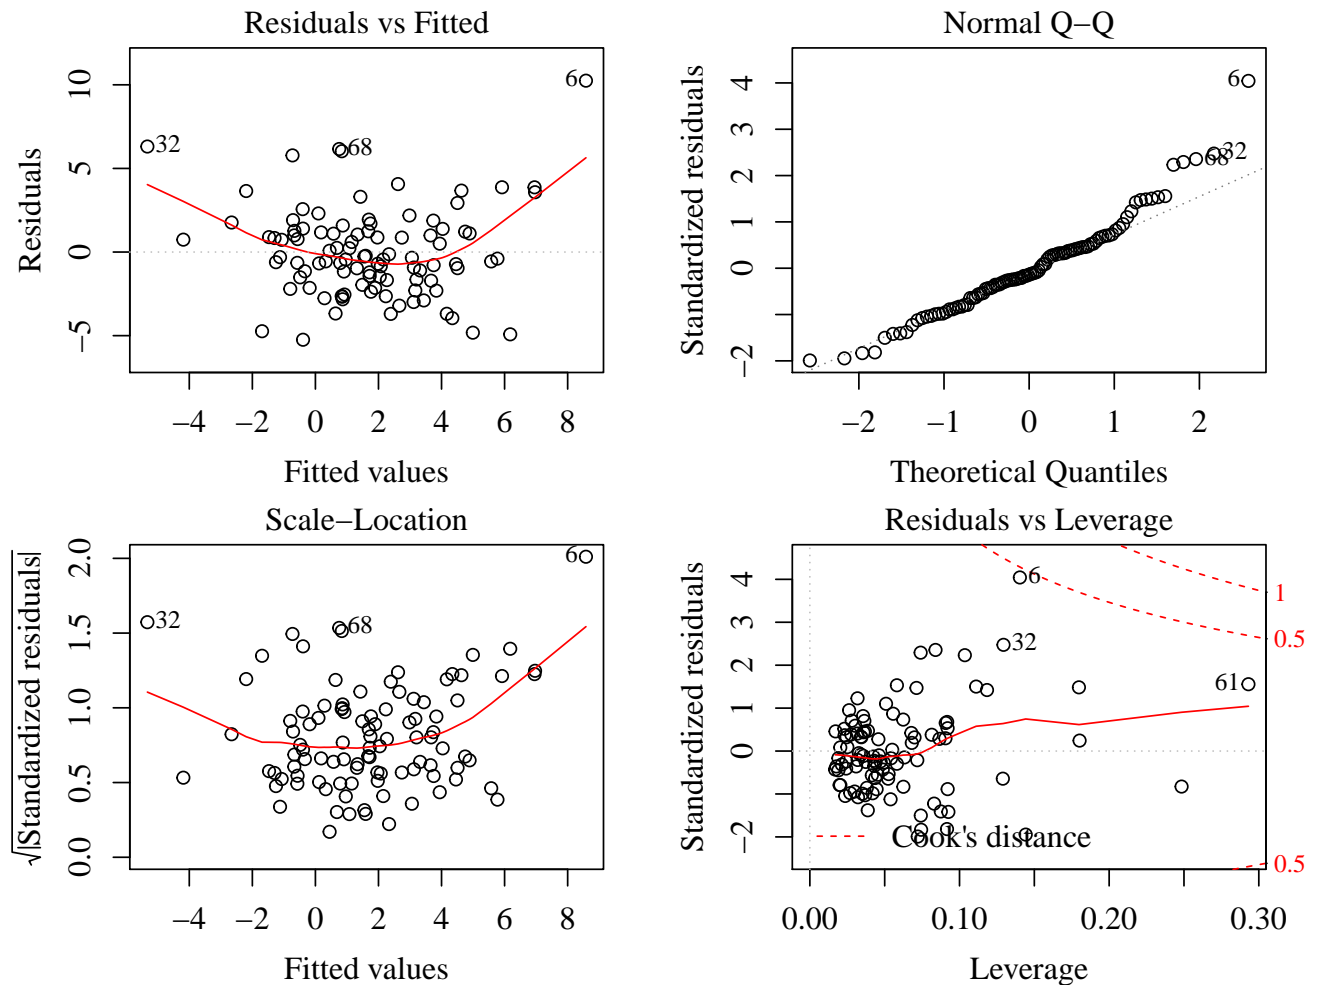 Residuals vs Fitted
Residuals
10
5
0
−5
6
32
68
−4 −2 0 2 4 6 8
Fitted values
Normal Q−Q
Standardized residuals
4
3
2
1
0
−2
6
32
68
−2 −1 0 1 2
Theoretical Quantiles
Scale−Location
√|Standardized residuals|
2.0
1.5
1.0
0.5
0.0
6
32
68
−4 −2 0 2 4 6 8
Fitted values
Residuals vs Leverage
Standardized residuals
4
3
2
1
0
−2
6
32
61
1
0.5
0.5
Cook's distance
0.00 0.10 0.20 0.30
Leverage